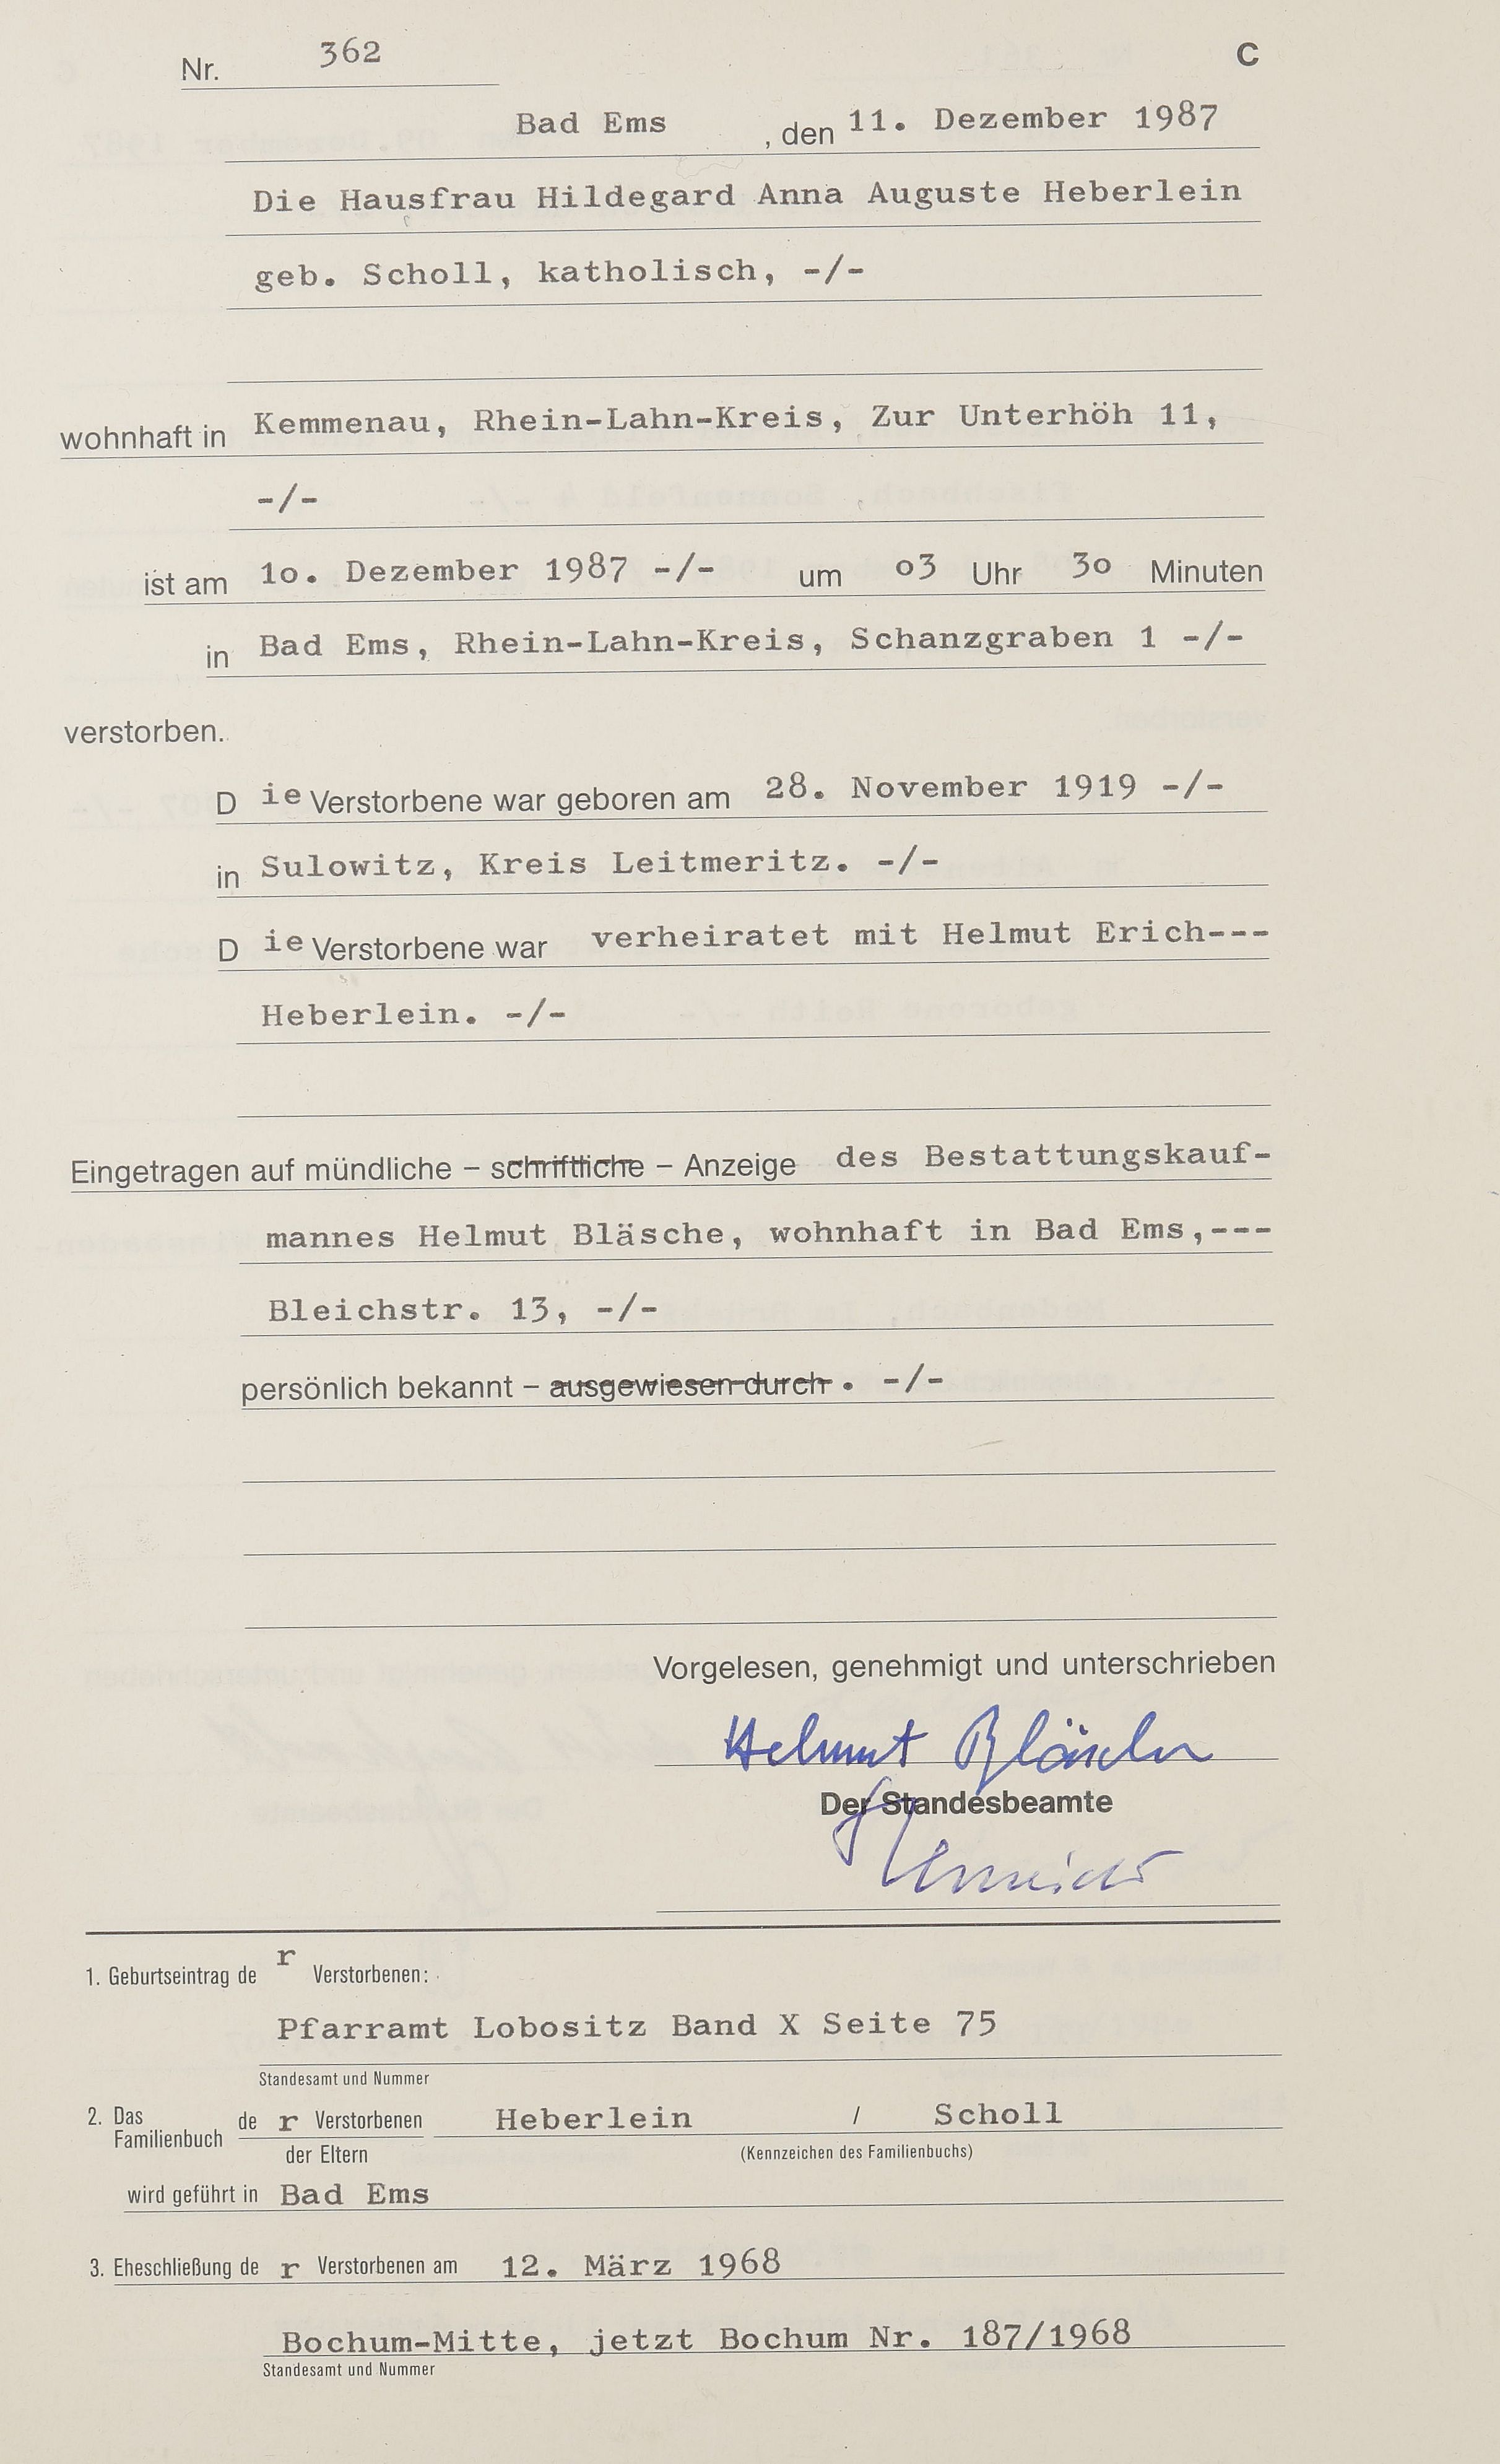 Nr. 362
C
Bad Ems , den 11. Dezember 1987
Die Hausfrau Hildegard Anna Auguste Heberlein
geb. Scholl, katholisch, -/-
wohnhaft in Kemmenau, Rhein-Lahn-Kreis, Zur Unterhöh 11,
-/-
ist am 1o. Dezember 1987 -/- um o3 Uhr 3o Minuten
in Bad Ems, Rhein-Lahn-Kreis, Schanzgraben 1 -/-
verstorben.
D ie Verstorbene war geboren am 28. November 1919 -/-
in Sulowitz, Kreis Leitmeritz. -/-
D ie Verstorbene war verheiratet mit Helmut Erich---
Heberlein. -/-
Eingetragen auf mündliche – schriftliche – Anzeige des Bestattungskauf-
mannes Helmut Bläsche, wohnhaft in Bad Ems,---
Bleichstr. 13, -/-
persönlich bekannt – ausgewiesen durch . -/-
Vorgelesen, genehmigt und unterschrieben
Helmut Bläsche
Der Standesbeamte
1. Geburtseintrag de r Verstorbenen:
Pfarramt Lobositz Band X Seite 75
Standesamt und Nummer
2. Das Familienbuch de r Verstorbenen Heberlein / Scholl
der Eltern (Kennzeichen des Familienbuchs)
wird geführt in Bad Ems
3. Eheschließung de r Verstorbenen am 12. März 1968
Bochum-Mitte, jetzt Bochum Nr. 187/1968
Standesamt und Nummer